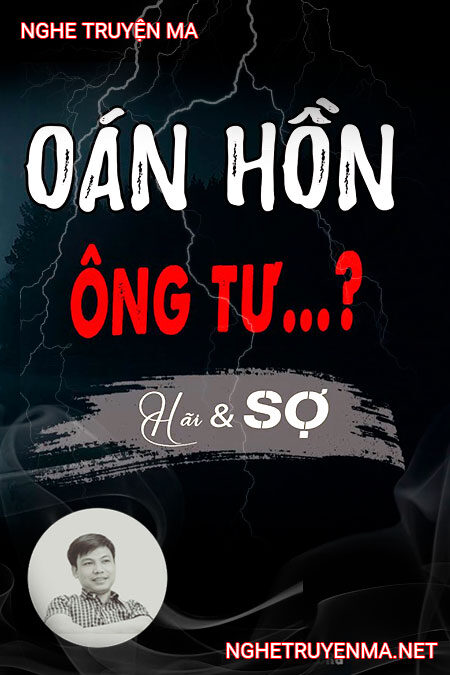 NGHE TRUYỆN MA
OÁN HỒN
ÔNG TƯ...?
Hãi & SỢ
NGHETRUYENMA.NET